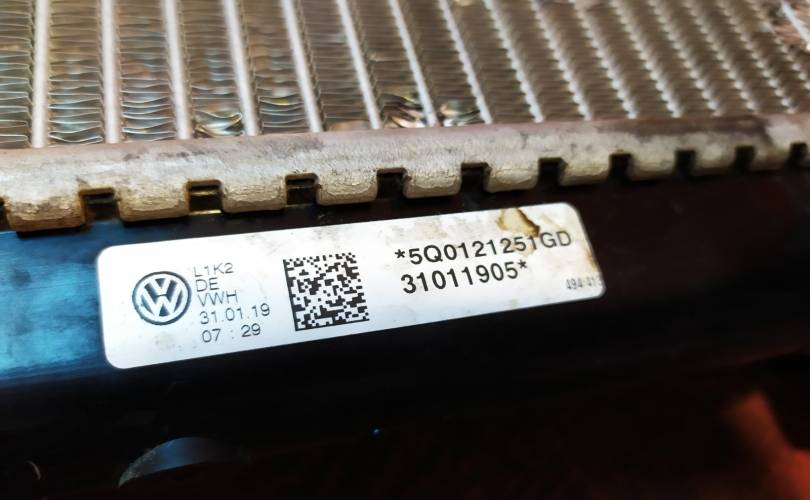 L1K2
DE
VWH
31.01.19
07 : 29
*5Q0121251GD
31011905*